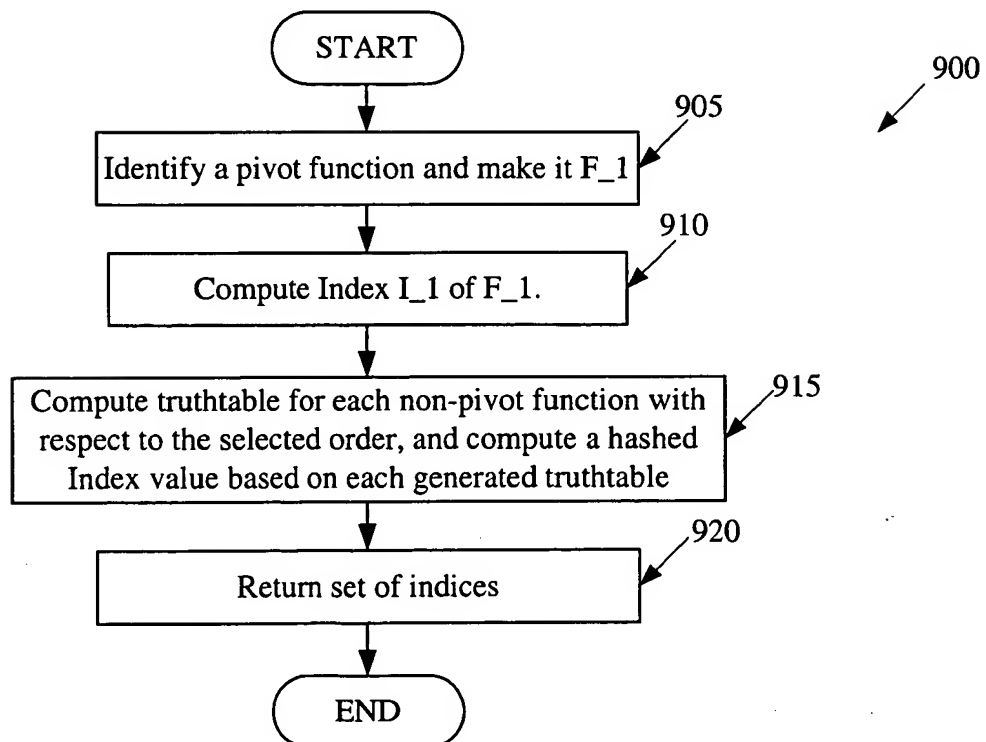 START
900
905
Identify a pivot function and make it F_1
910
Compute Index I_1 of F_1.
915
Compute truthtable for each non-pivot function with
respect to the selected order, and compute a hashed
Index value based on each generated truthtable
920
Return set of indices
END